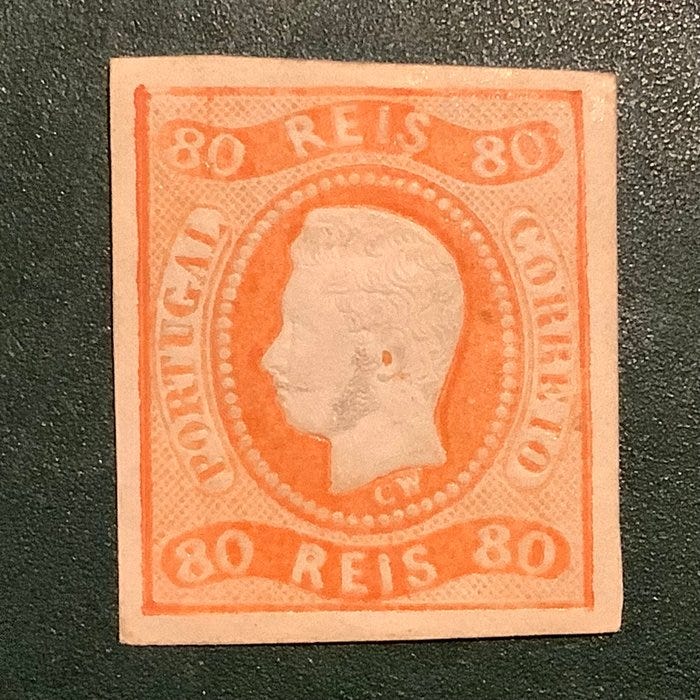 80 REIS 80
PORTUGAL
CORREIO
CW
80 REIS 80